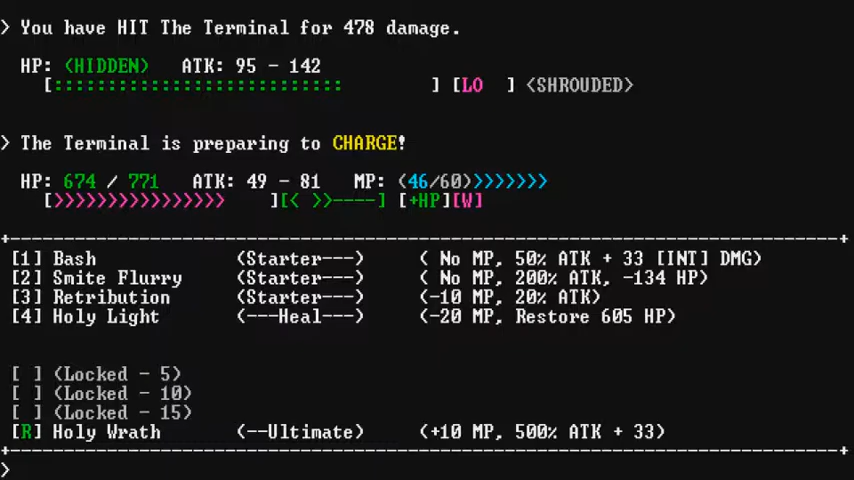 > You have HIT The Terminal for 478 damage.
HP: (HIDDEN) ATK: 95 - 142
[::::::::::::::::::::::::::: ] [LO ] <SHROUDED>
> The Terminal is preparing to CHARGE!
HP: 674 / 771 ATK: 49 - 81 MP: (46/60)>>>>>>>
[>>>>>>>>>>>>>>>> ][< >>----] [+HP][W]
[1] Bash (Starter---) ( No MP, 50% ATK + 33 [INT] DMG)
[2] Smite Flurry (Starter---) ( No MP, 200% ATK, -134 HP)
[3] Retribution (Starter---) (-10 MP, 20% ATK)
[4] Holy Light (---Heal---) (-20 MP, Restore 605 HP)
[ ] (Locked - 5)
[ ] (Locked - 10)
[ ] (Locked - 15)
[R] Holy Wrath (--Ultimate) (+10 MP, 500% ATK + 33)
>